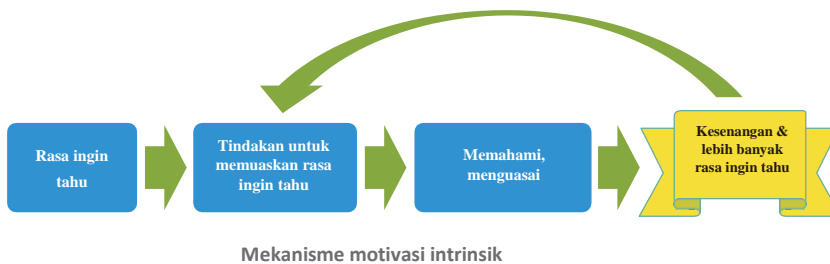 Rasa ingin
tahu
Tindakan untuk
memuaskan rasa
ingin tahu
Memahami,
menguasai
Kesenangan &
lebih banyak
rasa ingin tahu
Mekanisme motivasi intrinsik